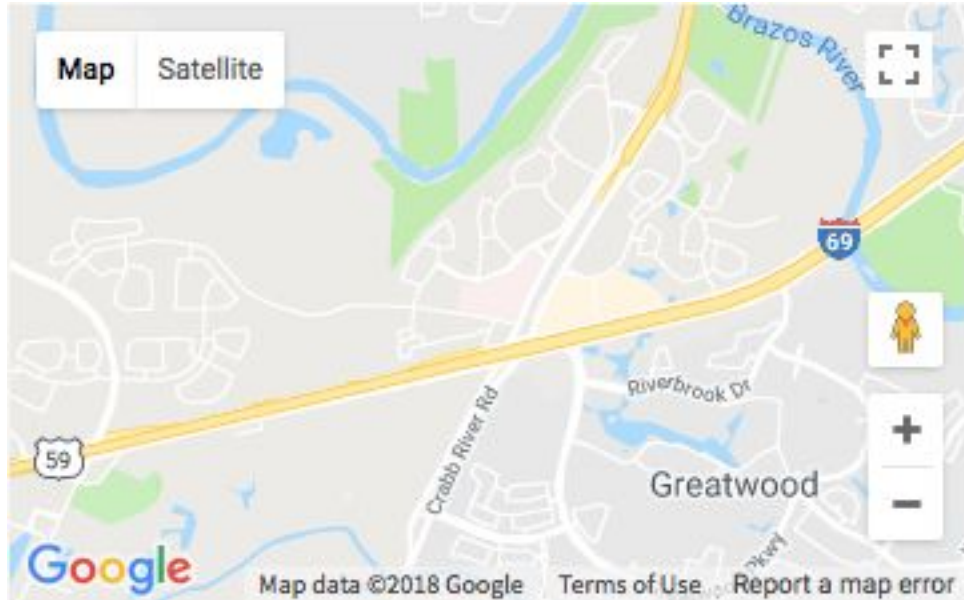 Brazos River
Map Satellite
69
Riverbrook Dr
Crabb River Rd
59
Greatwood
Google
Map data ©2018 Google Terms of Use Report a map error